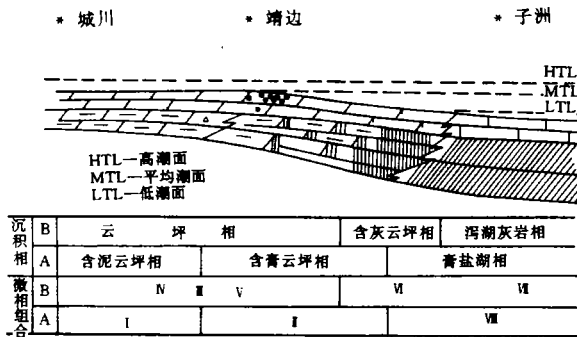 * 城川 * 靖边 * 子洲
HTL
MTL
LTL
HTL—高潮面
MTL—平均潮面
LTL—低潮面
沉积相 B 云坪相 含灰云坪相 泻湖灰岩相
A 含泥云坪相 含膏云坪相 膏盐湖相
微相组合 B Ⅳ Ⅲ Ⅴ Ⅵ Ⅶ
A Ⅰ Ⅱ Ⅷ